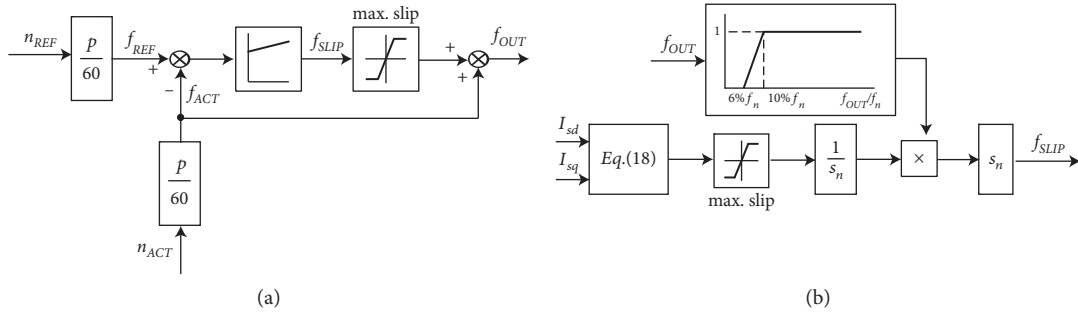 n_REF
p
60
f_REF
+
−
f_ACT
f_SLIP
max. slip
+
+
f_OUT
p
60
n_ACT
(a)
f_OUT
1
6% f_n
10% f_n
f_OUT/f_n
I_sd
I_sq
Eq.(18)
max. slip
1
s_n
×
s_n
f_SLIP
(b)